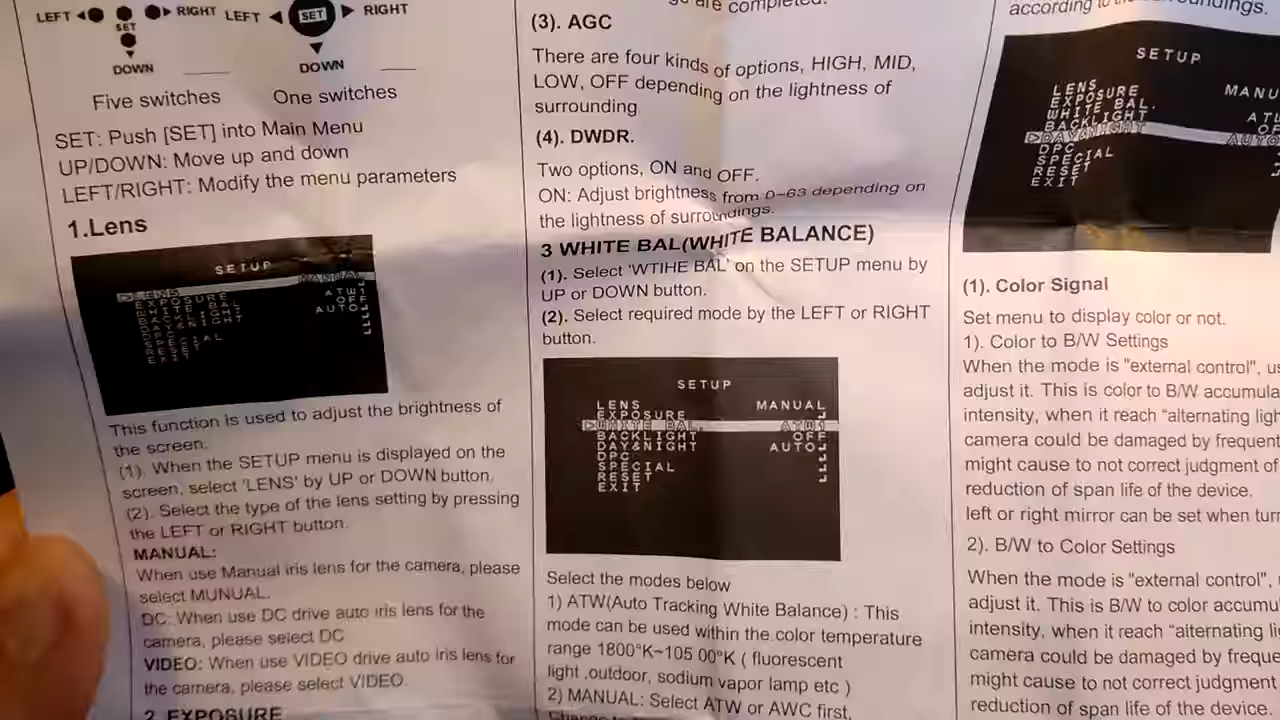 LEFT RIGHT LEFT SET RIGHT
SET
DOWN DOWN
Five switches One switches
SET: Push [SET] into Main Menu
UP/DOWN: Move up and down
LEFT/RIGHT: Modify the menu parameters
1.Lens
SETUP
LENS MANUAL
EXPOSURE
WHITE BAL ATW1
BACKLIGHT OFF
DAY&NIGHT AUTO
DPC
SPECIAL
RESET
EXIT
This function is used to adjust the brightness of
the screen.
(1). When the SETUP menu is displayed on the
screen, select 'LENS' by UP or DOWN button,
(2). Select the type of the lens setting by pressing
the LEFT or RIGHT button.
MANUAL:
When use Manual iris lens for the camera, please
select MUNUAL.
DC: When use DC drive auto iris lens for the
camera, please select DC
VIDEO: When use VIDEO drive auto Iris lens for
the camera, please select VIDEO.
2. EXPOSURE
are completed.
(3). AGC
There are four kinds of options, HIGH, MID,
LOW, OFF depending on the lightness of
surrounding.
(4). DWDR.
Two options, ON and OFF.
ON: Adjust brightness from 0~63 depending on
the lightness of surroundings.
3 WHITE BAL(WHITE BALANCE)
(1). Select 'WTIHE BAL' on the SETUP menu by
UP or DOWN button.
(2). Select required mode by the LEFT or RIGHT
button.
SETUP
LENS MANUAL
EXPOSURE
WHITE BAL. ATW1
BACKLIGHT OFF
DAY&NIGHT AUTO
DPC
SPECIAL
RESET
EXIT
Select the modes below
1) ATW(Auto Tracking White Balance) : This
mode can be used within the color temperature
range 1800°K~105 00°K ( fluorescent
light ,outdoor, sodium vapor lamp etc )
2) MANUAL: Select ATW or AWC first,
according to the surroundings.
SETUP
LENS MANU
EXPOSURE
WHITE BAL. AT
BACKLIGHT OF
DAY&NIGHT AUTO
DPC
SPECIAL
RESET
EXIT
(1). Color Signal
Set menu to display color or not.
1). Color to B/W Settings
When the mode is "external control", us
adjust it. This is color to B/W accumula
intensity, when it reach "alternating ligh
camera could be damaged by frequent
might cause to not correct judgment of
reduction of span life of the device.
left or right mirror can be set when turn
2). B/W to Color Settings
When the mode is "external control",
adjust it. This is B/W to color accumu
intensity, when it reach "alternating li
camera could be damaged by freque
might cause to not correct judgment
reduction of span life of the device.